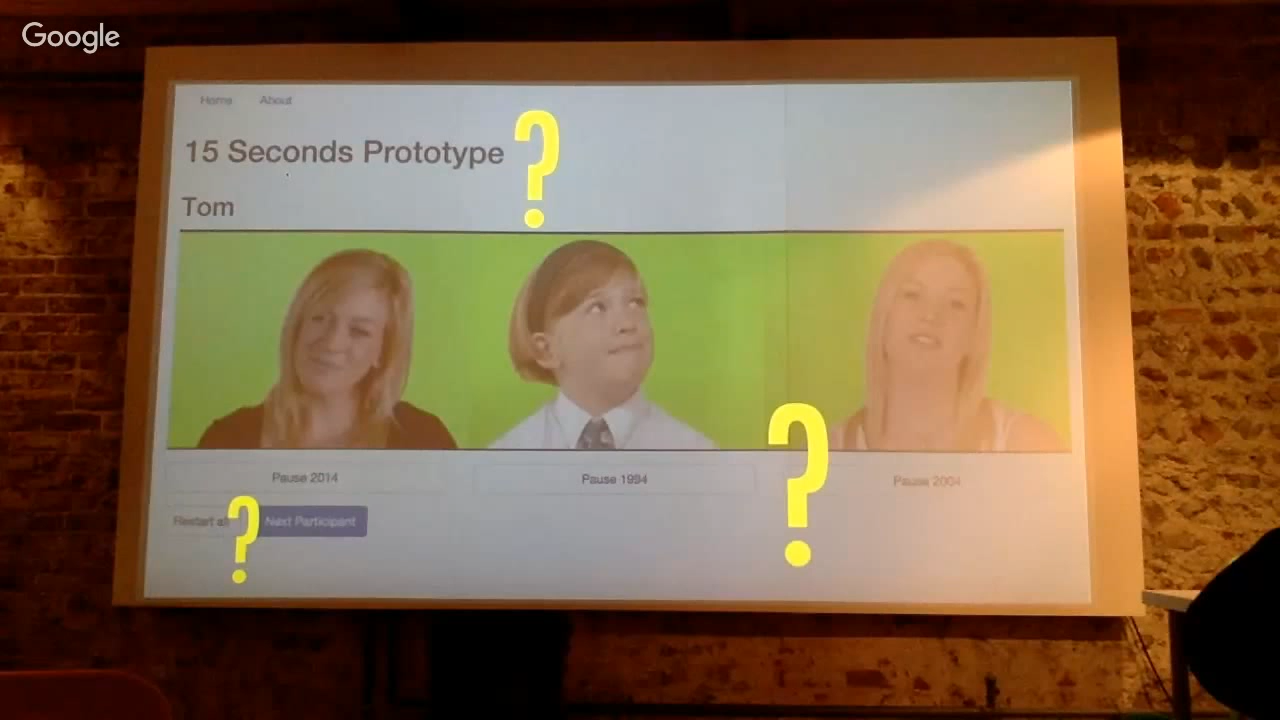 Google
Home About
15 Seconds Prototype ?
Tom
?
Pause 2014 Pause 1994 Pause 2004
Restart all ? Next Participant